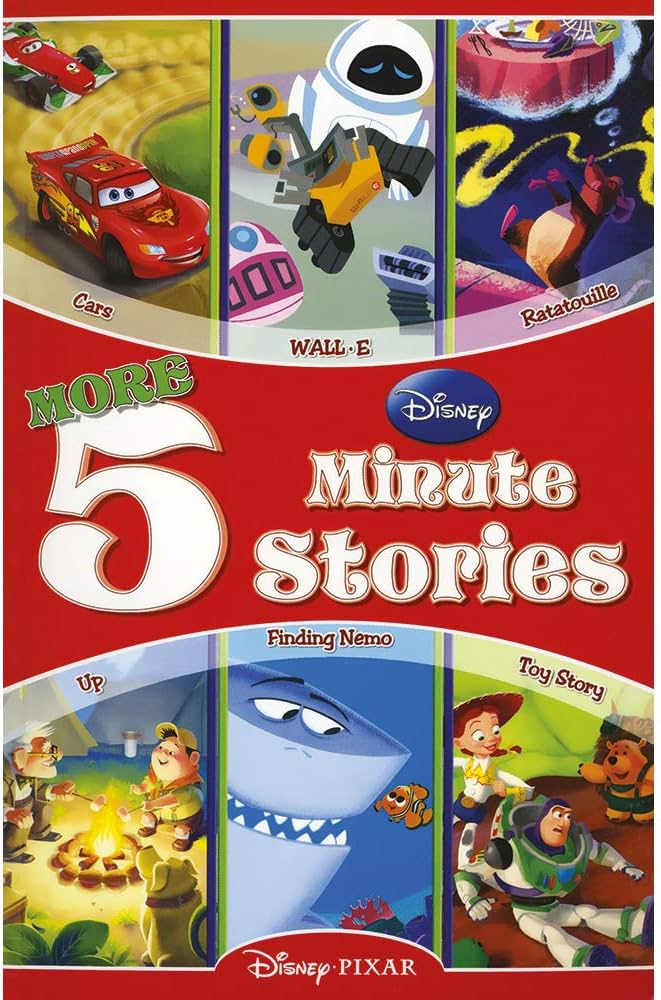 Cars
WALL·E
Ratatouille
MORE
5
DISNEY
Minute
Stories
Finding Nemo
Up
Toy Story
DISNEY·PIXAR